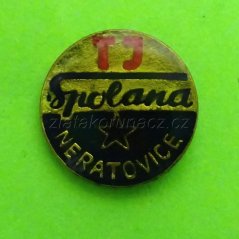 TJ
Spolana
NERATOVICE
zlatakorunacz.cz